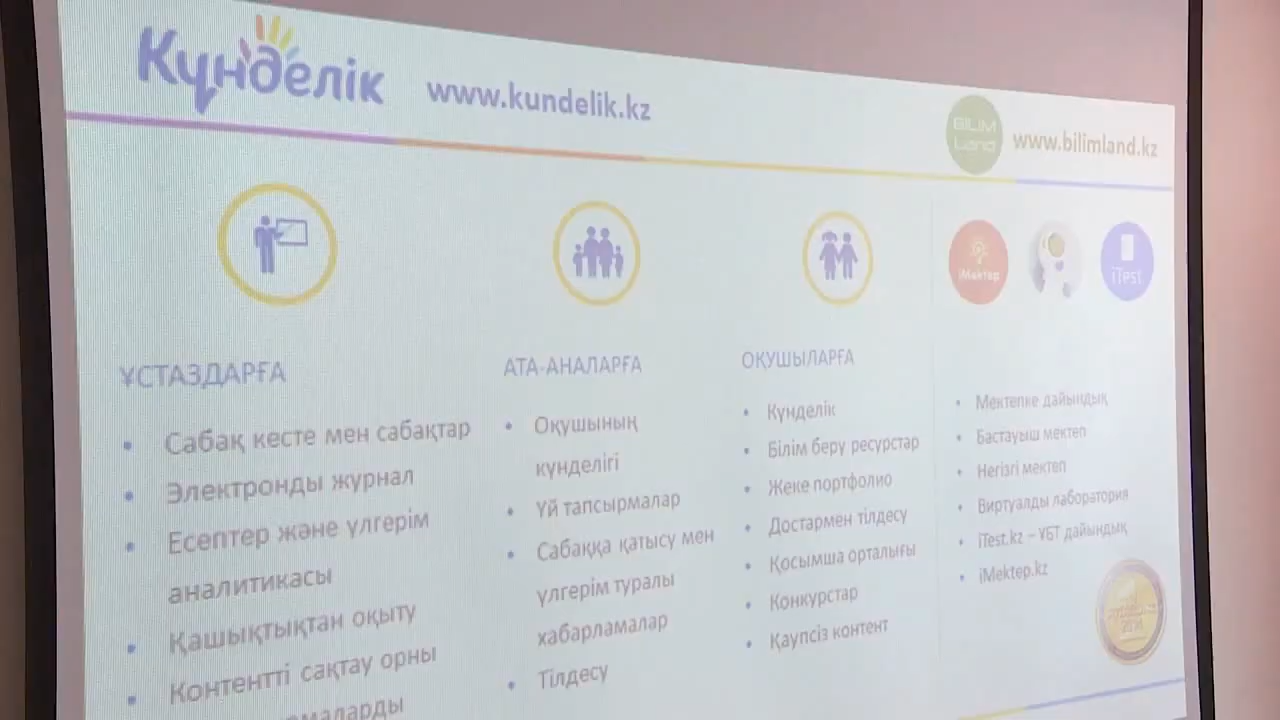 Күнделік
www.kundelik.kz
BILIM
Land
www.bilimland.kz
ҰСТАЗДАРҒА
• Сабақ кесте мен сабақтар
• Электронды журнал
• Есептер және үлгерім
аналитикасы
• Қашықтықтан оқыту
• Контентті сақтау орны
АТА-АНАЛАРҒА
• Оқушының
күнделігі
• Үй тапсырмалар
• Сабаққа қатысу мен
үлгерім туралы
хабарламалар
• Тілдесу
ОҚУШЫЛАРҒА
• Күнделік
• Білім беру ресурстар
• Жеке портфолио
• Достармен тілдесу
• Қосымша орталығы
• Конкурстар
• Қаупсіз контент
iМектер
iTest
• Мектепке дайындық
• Бастауыш мектеп
• Негізгі мектеп
• Виртуалды лаборатория
• iTest.kz – ҰБТ дайындық
• iMektep.kz